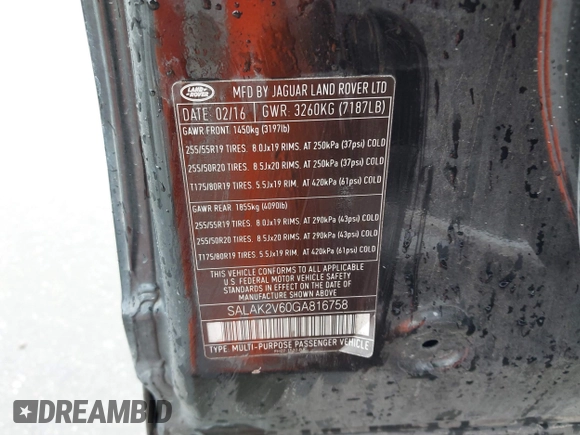 LAND ROVER
MFD BY JAGUAR LAND ROVER LTD
DATE: 02/16 GWR: 3260KG (7187LB)
GAWR FRONT: 1450kg (3197lb)
255/55R19 TIRES. 8.0Jx19 RIMS. AT 250kPa (37psi) COLD
255/50R20 TIRES. 8.5Jx20 RIMS. AT 250kPa (37psi) COLD
T175/80R19 TIRES. 5.5Jx19 RIM. AT 420kPa (61psi) COLD
GAWR REAR: 1855kg (4090lb)
255/55R19 TIRES. 8.0Jx19 RIMS. AT 290kPa (43psi) COLD
255/50R20 TIRES. 8.5Jx20 RIMS. AT 290kPa (43psi) COLD
T175/80R19 TIRES. 5.5Jx19 RIM. AT 420kPa (61psi) COLD
THIS VEHICLE CONFORMS TO ALL APPLICABLE
U.S. FEDERAL MOTOR VEHICLE SAFETY
STANDARDS IN EFFECT ON THE DATE OF
MANUFACTURE SHOWN ABOVE
SALAK2V60GA816758
TYPE: MULTI-PURPOSE PASSENGER VEHICLE
DREAMBID